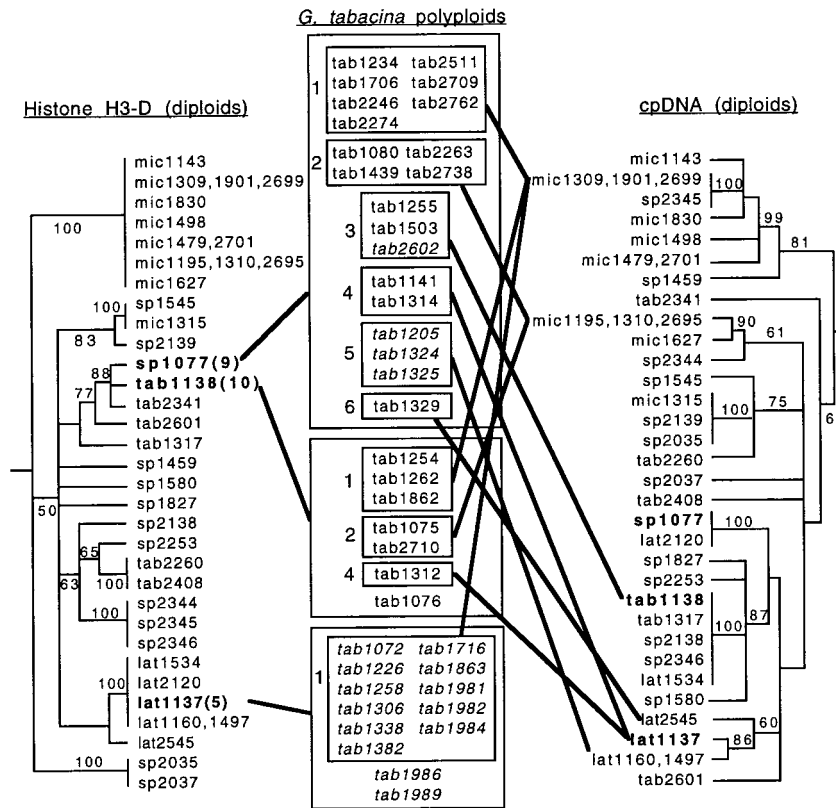 G. tabacina polyploids
Histone H3-D (diploids)
mic1143
mic1309,1901,2699
mic1830
mic1498
mic1479,2701
mic1195,1310,2695
mic1627
sp1545
mic1315
sp2139
sp1077(9)
tab1138(10)
tab2341
tab2601
tab1317
sp1459
sp1580
sp1827
sp2138
sp2253
tab2260
tab2408
sp2344
sp2345
sp2346
lat1534
lat2120
lat1137(5)
lat1160,1497
lat2545
sp2035
sp2037
100
100
83
88
77
50
65
63
100
100
100
100
1
tab1234 tab2511
tab1706 tab2709
tab2246 tab2762
tab2274
2
tab1080 tab2263
tab1439 tab2738
3
tab1255
tab1503
tab2602
4
tab1141
tab1314
5
tab1205
tab1324
tab1325
6
tab1329
1
tab1254
tab1262
tab1862
2
tab1075
tab2710
4
tab1312
tab1076
1
tab1072 tab1716
tab1226 tab1863
tab1258 tab1981
tab1306 tab1982
tab1338 tab1984
tab1382
tab1986
tab1989
cpDNA (diploids)
mic1143
mic1309,1901,2699
sp2345
mic1830
mic1498
mic1479,2701
sp1459
tab2341
mic1195,1310,2695
mic1627
sp2344
sp1545
mic1315
sp2139
sp2035
tab2260
sp2037
tab2408
sp1077
lat2120
sp1827
sp2253
tab1138
tab1317
sp2138
sp2346
lat1534
sp1580
lat2545
lat1137
lat1160,1497
tab2601
100
99
81
90
61
75
100
6
100
87
100
60
86